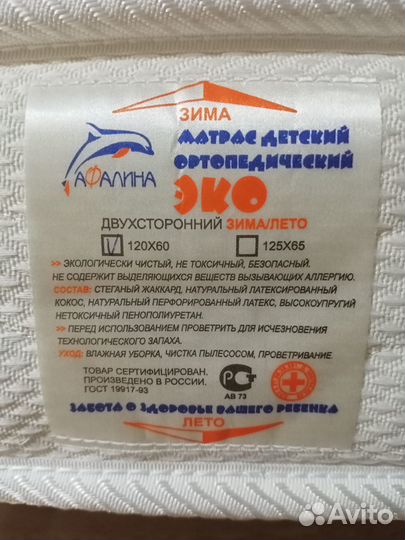 ЗИМА
АФАЛИНА
МАТРАС ДЕТСКИЙ
ОРТОПЕДИЧЕСКИЙ
ЭКО
ДВУХСТОРОННИЙ ЗИМА/ЛЕТО
120X60 125X65
>> ЭКОЛОГИЧЕСКИ ЧИСТЫЙ, НЕ ТОКСИЧНЫЙ, БЕЗОПАСНЫЙ.
НЕ СОДЕРЖИТ ВЫДЕЛЯЮЩИХСЯ ВЕЩЕСТВ ВЫЗЫВАЮЩИХ АЛЛЕРГИЮ.
СОСТАВ: СТЕГАНЫЙ ЖАККАРД, НАТУРАЛЬНЫЙ ЛАТЕКСИРОВАННЫЙ
КОКОС, НАТУРАЛЬНЫЙ ПЕРФОРИРОВАННЫЙ ЛАТЕКС, ВЫСОКОУПРУГИЙ
НЕТОКСИЧНЫЙ ПЕНОПОЛИУРЕТАН.
>> ПЕРЕД ИСПОЛЬЗОВАНИЕМ ПРОВЕТРИТЬ ДЛЯ ИСЧЕЗНОВЕНИЯ
ТЕХНОЛОГИЧЕСКОГО ЗАПАХА.
УХОД: ВЛАЖНАЯ УБОРКА, ЧИСТКА ПЫЛЕСОСОМ, ПРОВЕТРИВАНИЕ.
ТОВАР СЕРТИФИЦИРОВАН.
ПРОИЗВЕДЕНО В РОССИИ.
ГОСТ 19917-93
АВ 73
ЗАБОТА О ЗДОРОВЬЕ ВАШЕГО РЕБЕНКА
ЛЕТО
Avito